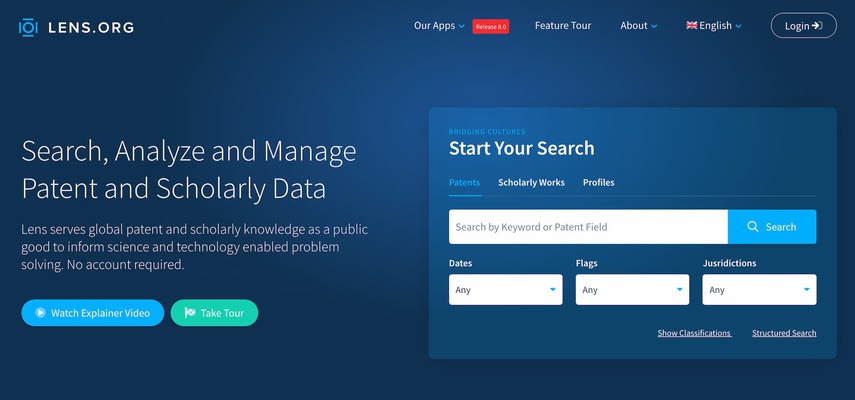 LENS.ORG
Our Apps
Release 8.0
Feature Tour
About
English
Login
Search, Analyze and Manage
Patent and Scholarly Data
Lens serves global patent and scholarly knowledge as a public
good to inform science and technology enabled problem
solving. No account required.
Watch Explainer Video
Take Tour
BRIDGING CULTURES
Start Your Search
Patents
Scholarly Works
Profiles
Search by Keyword or Patent Field
Search
Dates
Flags
Jusridictions
Any
Any
Any
Show Classifications
Structured Search